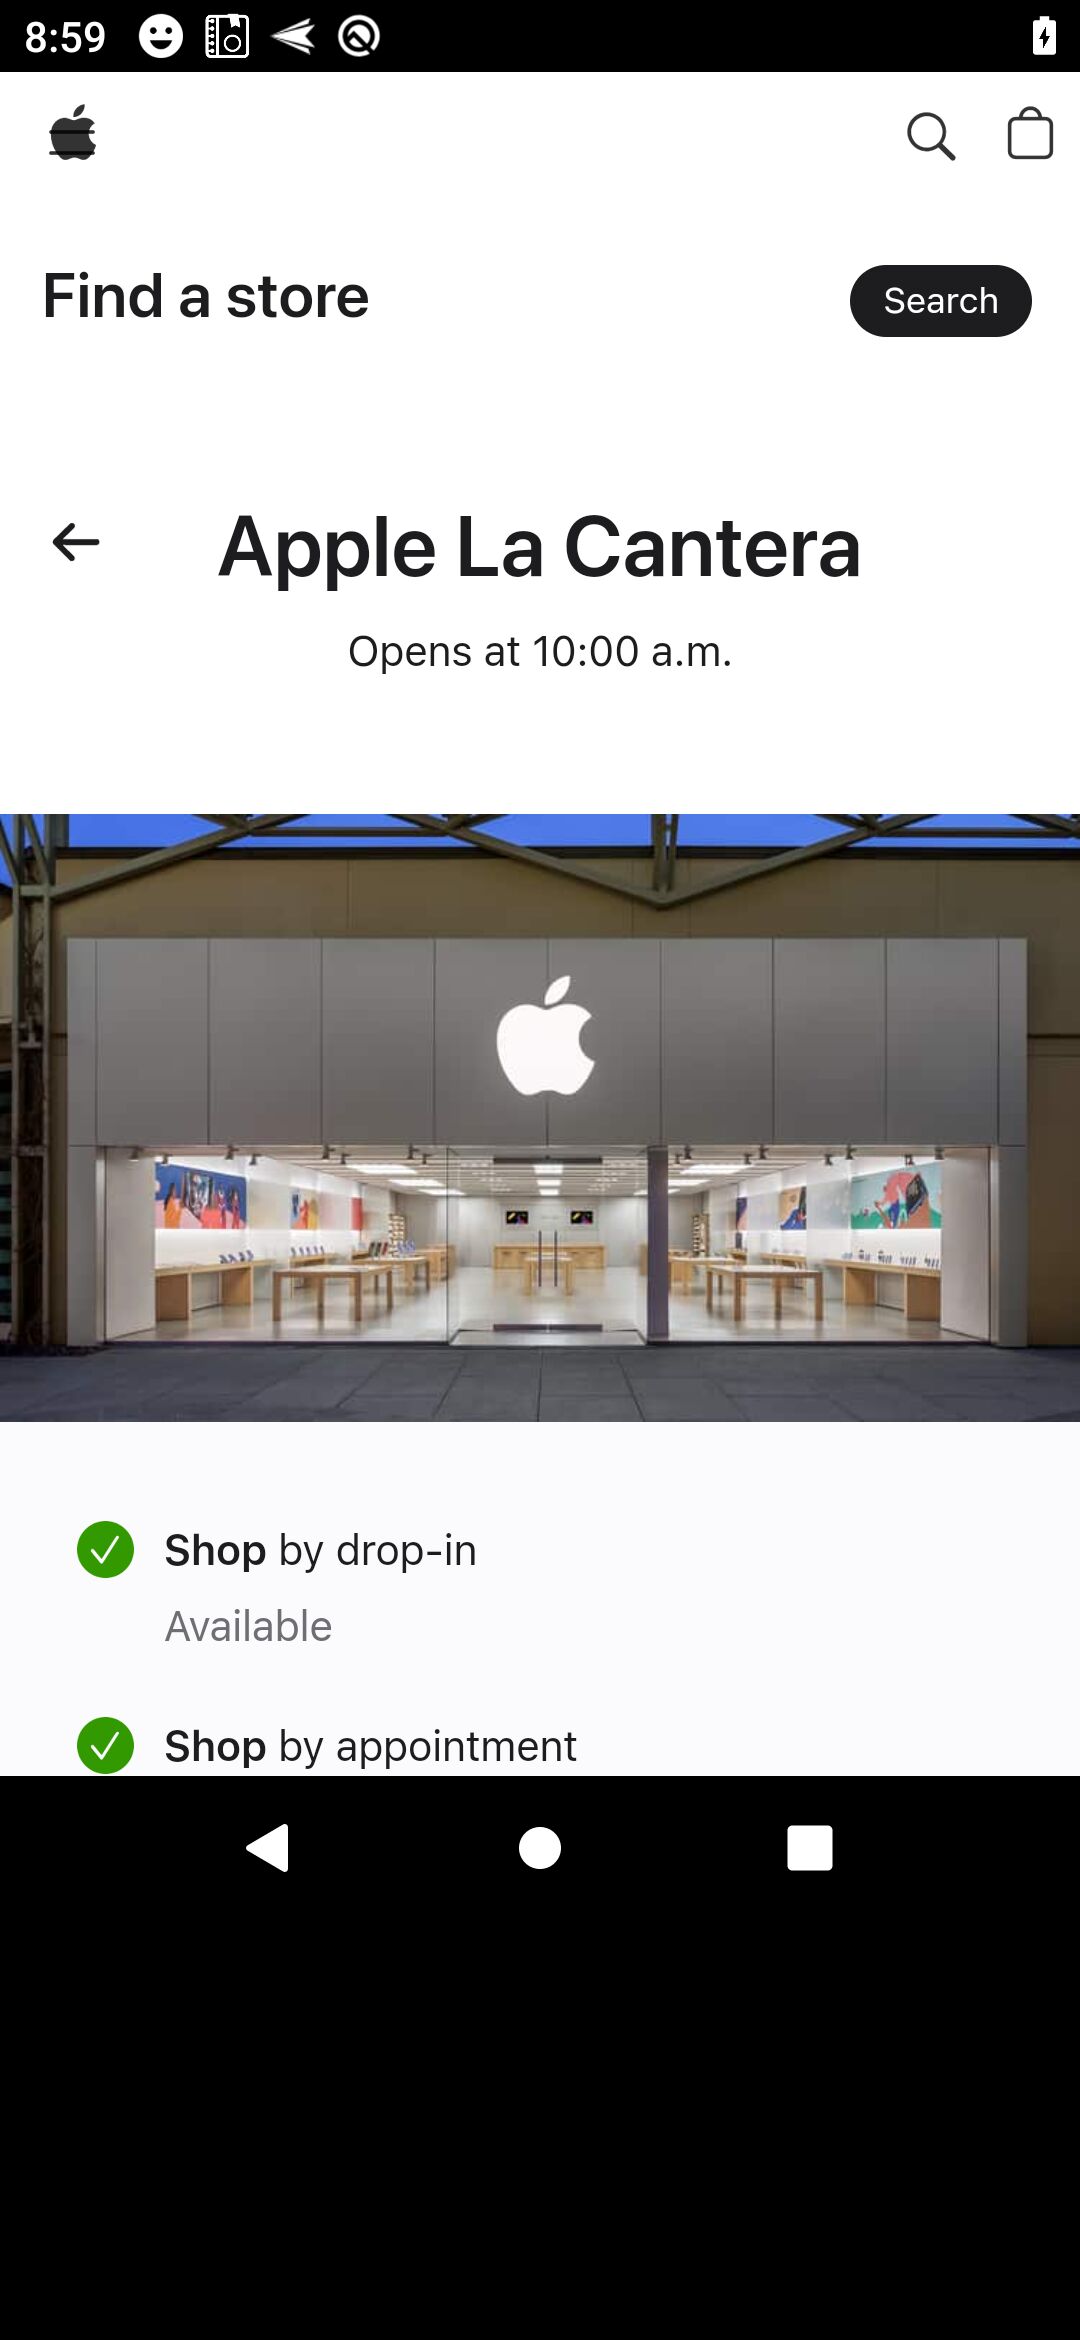 8:59
Find a store
Search
Apple La Cantera
Opens at 10:00 a.m.
Shop by drop-in
Available
Shop by appointment